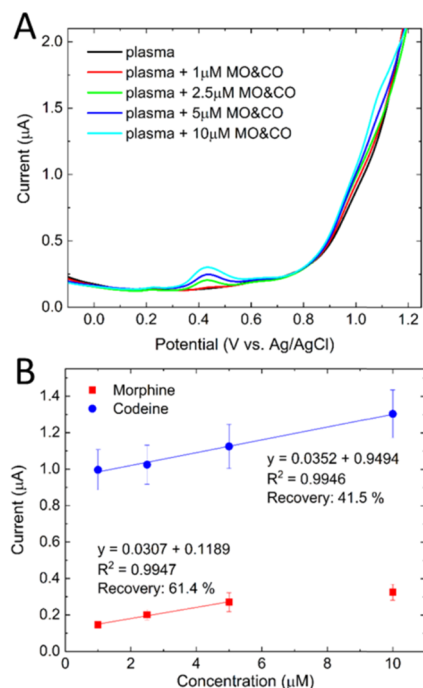 A
2.0
1.5
1.0
0.5
0.0
Current (μA)
plasma
plasma + 1μM MO&CO
plasma + 2.5μM MO&CO
plasma + 5μM MO&CO
plasma + 10μM MO&CO
0.0 0.2 0.4 0.6 0.8 1.0 1.2
Potential (V vs. Ag/AgCl)
B
1.6
1.4
1.2
1.0
0.8
0.6
0.4
0.2
0.0
Current (μA)
Morphine
Codeine
y = 0.0352 + 0.9494
R² = 0.9946
Recovery: 41.5 %
y = 0.0307 + 0.1189
R² = 0.9947
Recovery: 61.4 %
0 2 4 6 8 10
Concentration (μM)